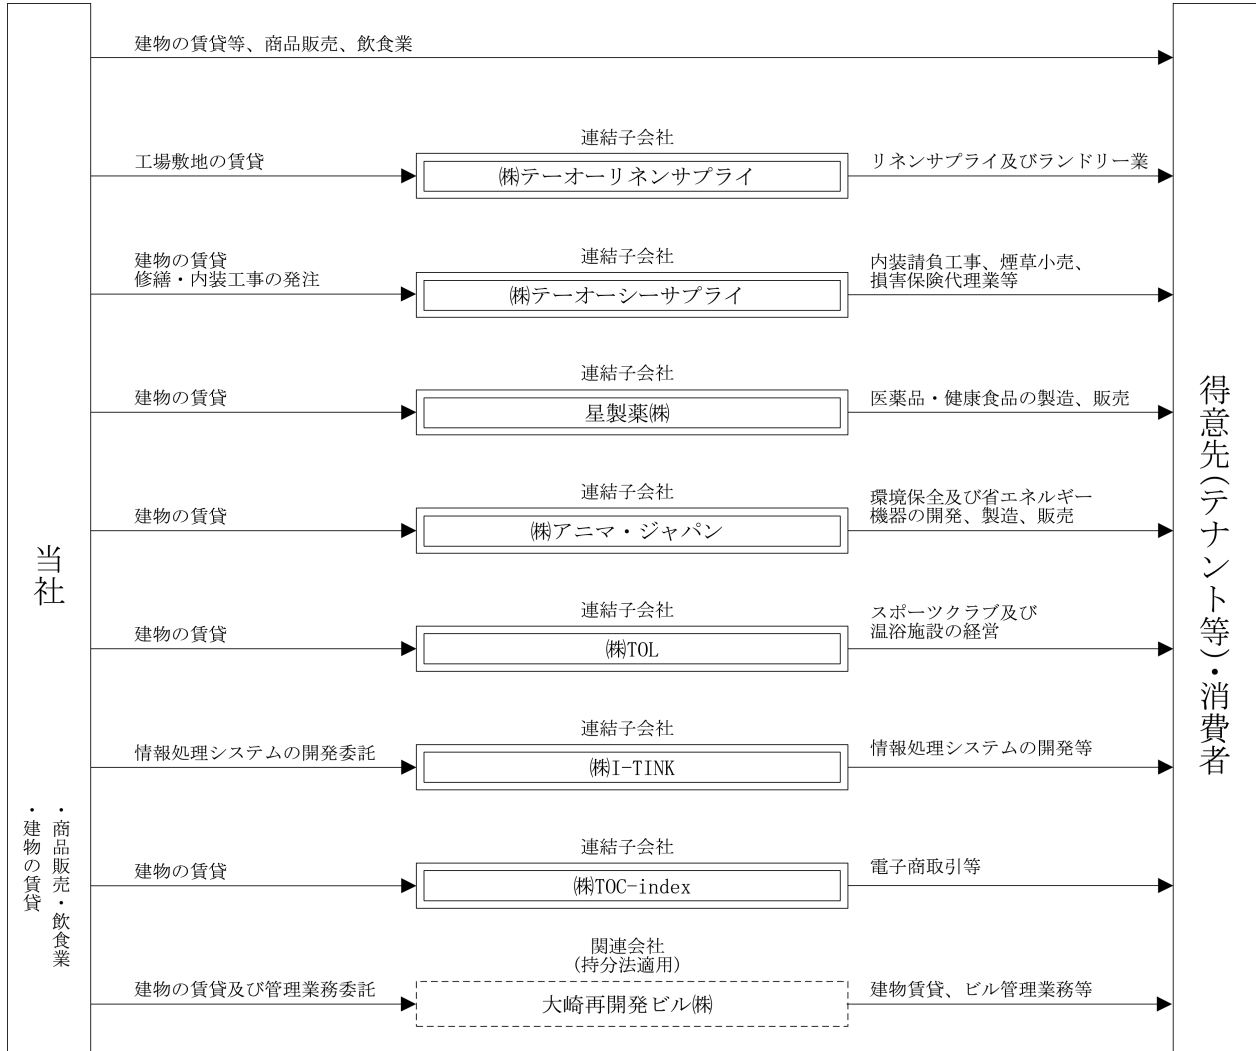 当社
・商品販売・飲食業
・建物の賃貸
建物の賃貸等、商品販売、飲食業
連結子会社
工場敷地の賃貸
㈱テーオーリネンサプライ
リネンサプライ及びランドリー業
連結子会社
建物の賃貸
修繕・内装工事の発注
㈱テーオーシーサプライ
内装請負工事、煙草小売、
損害保険代理業等
連結子会社
建物の賃貸
星製薬㈱
医薬品・健康食品の製造、販売
連結子会社
建物の賃貸
㈱アニマ・ジャパン
環境保全及び省エネルギー
機器の開発、製造、販売
連結子会社
建物の賃貸
㈱TOL
スポーツクラブ及び
温浴施設の経営
連結子会社
情報処理システムの開発委託
㈱I-TINK
情報処理システムの開発等
連結子会社
建物の賃貸
㈱TOC-index
電子商取引等
関連会社
(持分法適用)
建物の賃貸及び管理業務委託
大崎再開発ビル㈱
建物賃貸、ビル管理業務等
得意先(テナント等)・消費者